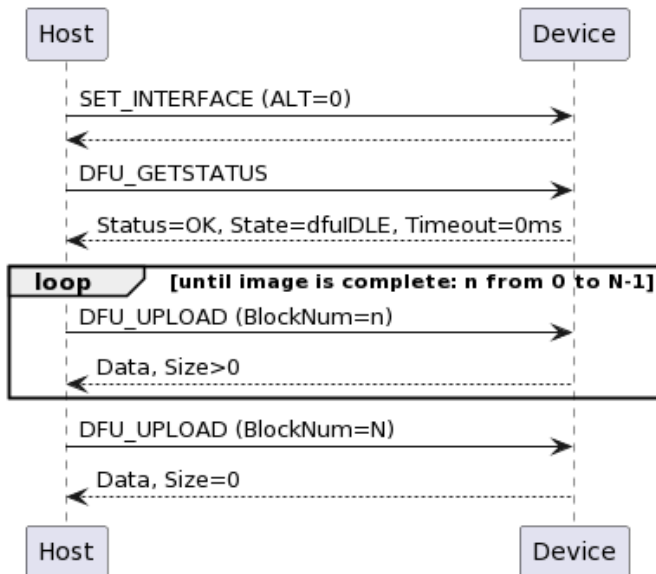 Host Device
SET_INTERFACE (ALT=0)
DFU_GETSTATUS
Status=OK, State=dfuIDLE, Timeout=0ms
loop [until image is complete: n from 0 to N-1]
DFU_UPLOAD (BlockNum=n)
Data, Size>0
DFU_UPLOAD (BlockNum=N)
Data, Size=0
Host Device